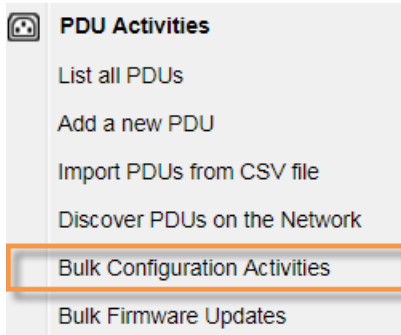 PDU Activities
List all PDUs
Add a new PDU
Import PDUs from CSV file
Discover PDUs on the Network
Bulk Configuration Activities
Bulk Firmware Updates